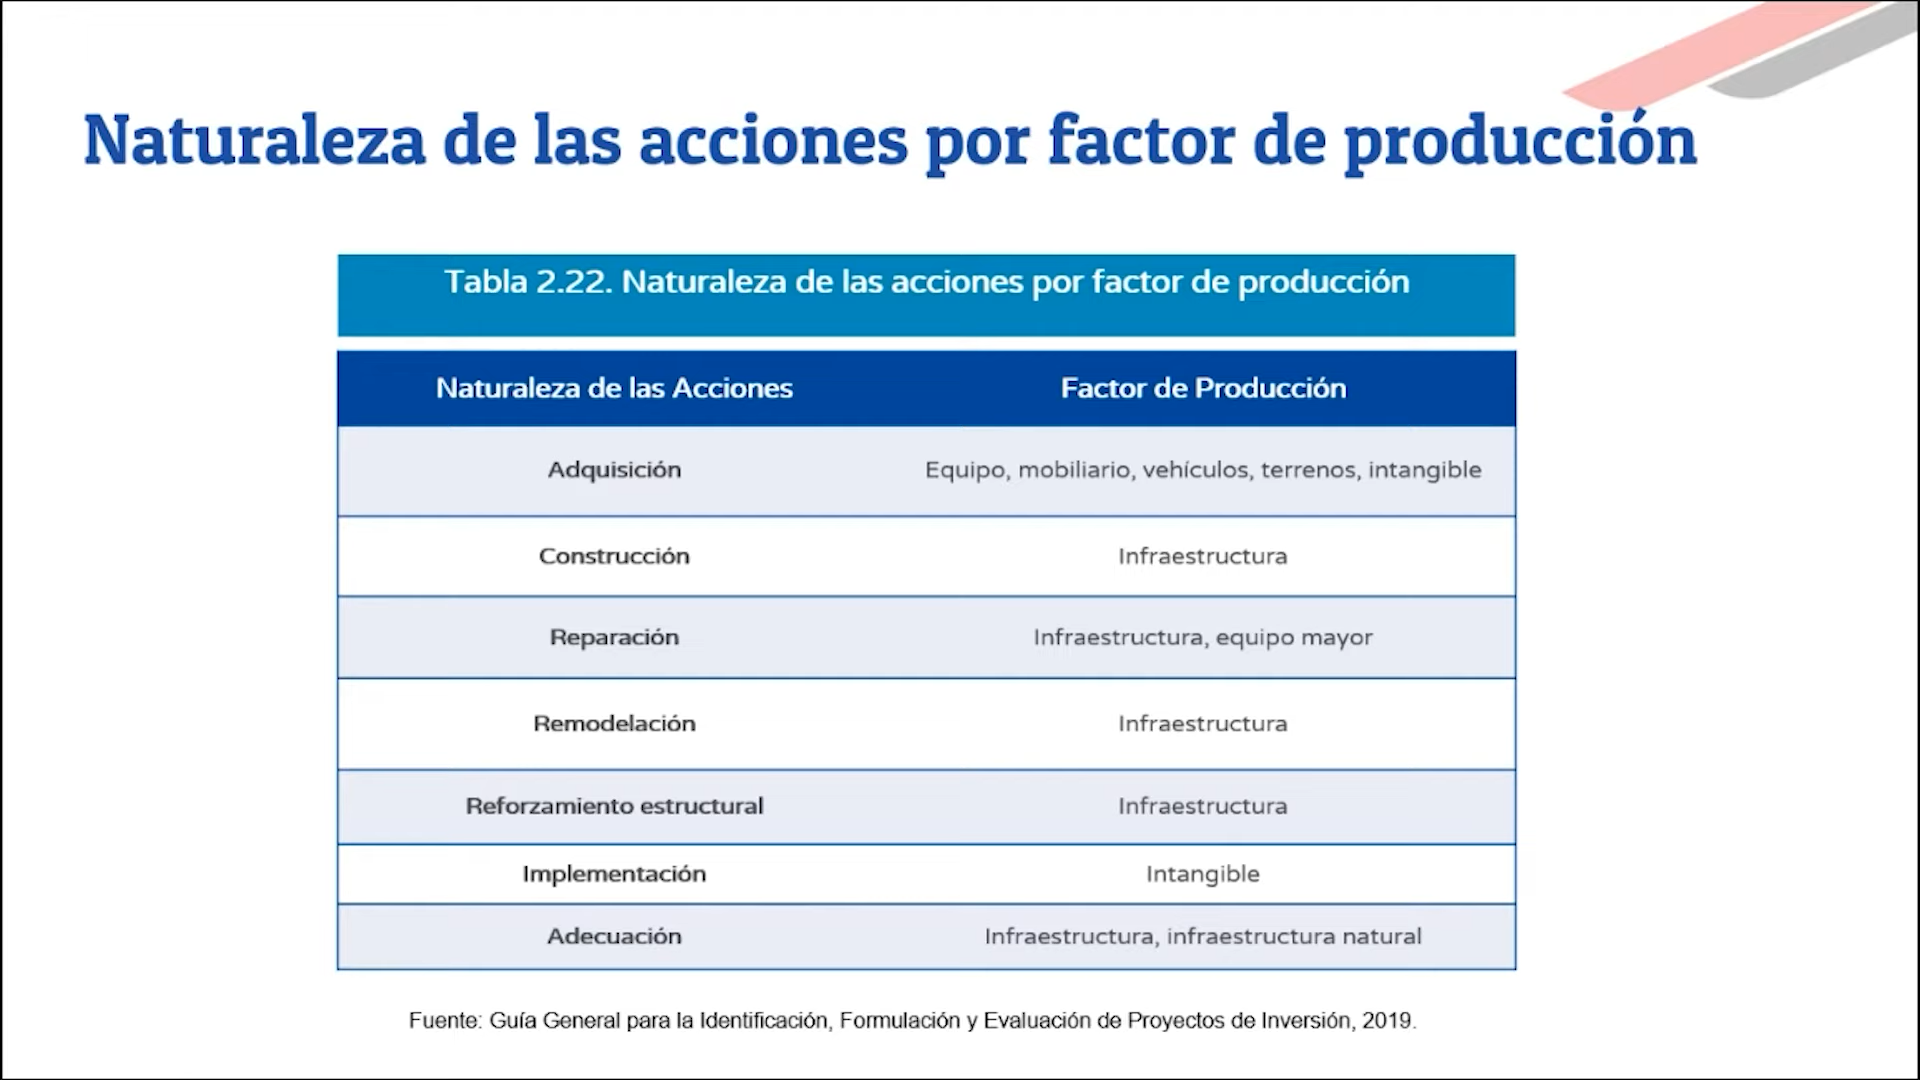 Naturaleza de las acciones por factor de producción
Tabla 2.22. Naturaleza de las acciones por factor de producción
Naturaleza de las Acciones Factor de Producción
Adquisición Equipo, mobiliario, vehículos, terrenos, intangible
Construcción Infraestructura
Reparación Infraestructura, equipo mayor
Remodelación Infraestructura
Reforzamiento estructural Infraestructura
Implementación Intangible
Adecuación Infraestructura, infraestructura natural
Fuente: Guía General para la Identificación, Formulación y Evaluación de Proyectos de Inversión, 2019.